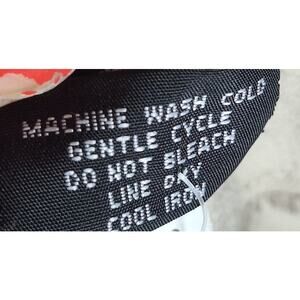 MACHINE WASH COLD
GENTLE CYCLE
DO NOT BLEACH
LINE DRY
COOL IRON